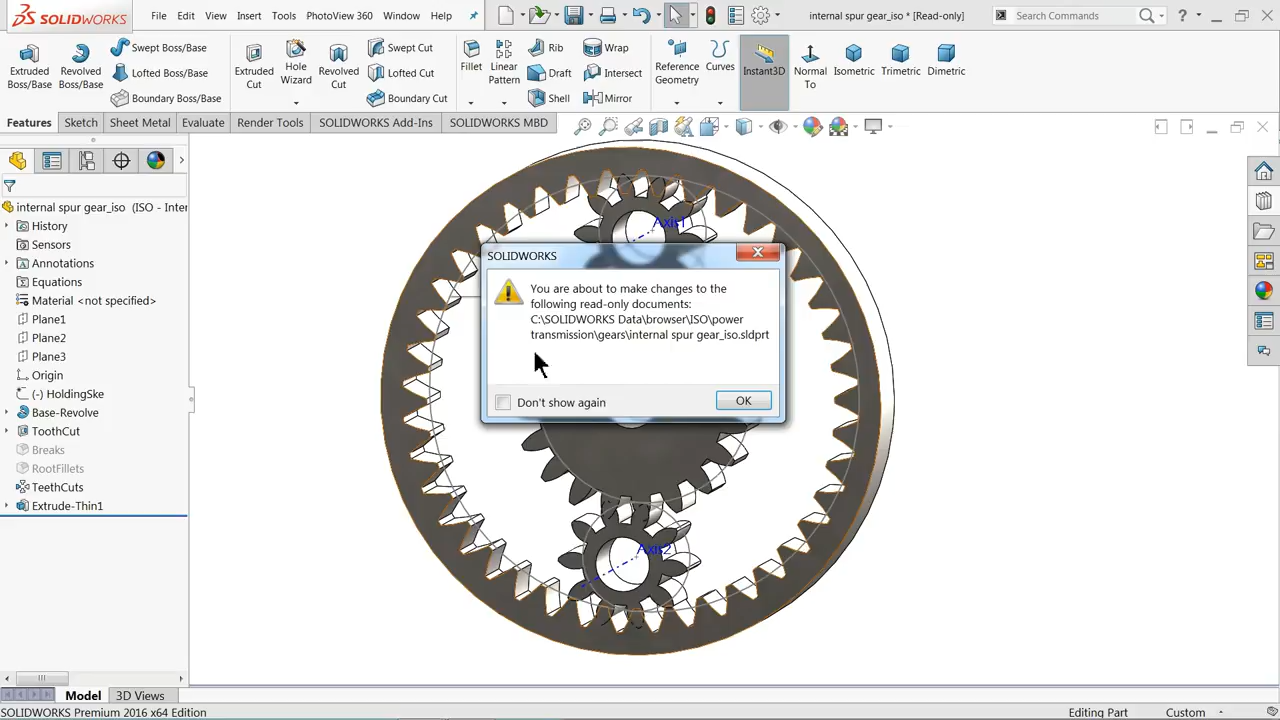 SOLIDWORKS
File
Edit
View
Insert
Tools
PhotoView 360
Window
Help
internal spur gear_iso * [Read-only]
Search Commands
?
Extruded
Boss/Base
Revolved
Boss/Base
Swept Boss/Base
Lofted Boss/Base
Boundary Boss/Base
Extruded
Cut
Hole
Wizard
Revolved
Cut
Swept Cut
Lofted Cut
Boundary Cut
Fillet
Linear
Pattern
Rib
Draft
Shell
Wrap
Intersect
Mirror
Reference
Geometry
Curves
Instant3D
Normal
To
Isometric
Trimetric
Dimetric
Features
Sketch
Sheet Metal
Evaluate
Render Tools
SOLIDWORKS Add-Ins
SOLIDWORKS MBD
internal spur gear_iso (ISO - Inter
History
Sensors
Annotations
Equations
Material <not specified>
Plane1
Plane2
Plane3
Origin
(-) HoldingSke
Base-Revolve
ToothCut
Breaks
RootFillets
TeethCuts
Extrude-Thin1
Axis1
SOLIDWORKS
You are about to make changes to the
following read-only documents:
C:\SOLIDWORKS Data\browser\ISO\power
transmission\gears\internal spur gear_iso.sldprt
Don't show again
OK
Axis2
Model
3D Views
SOLIDWORKS Premium 2016 x64 Edition
Editing Part
Custom